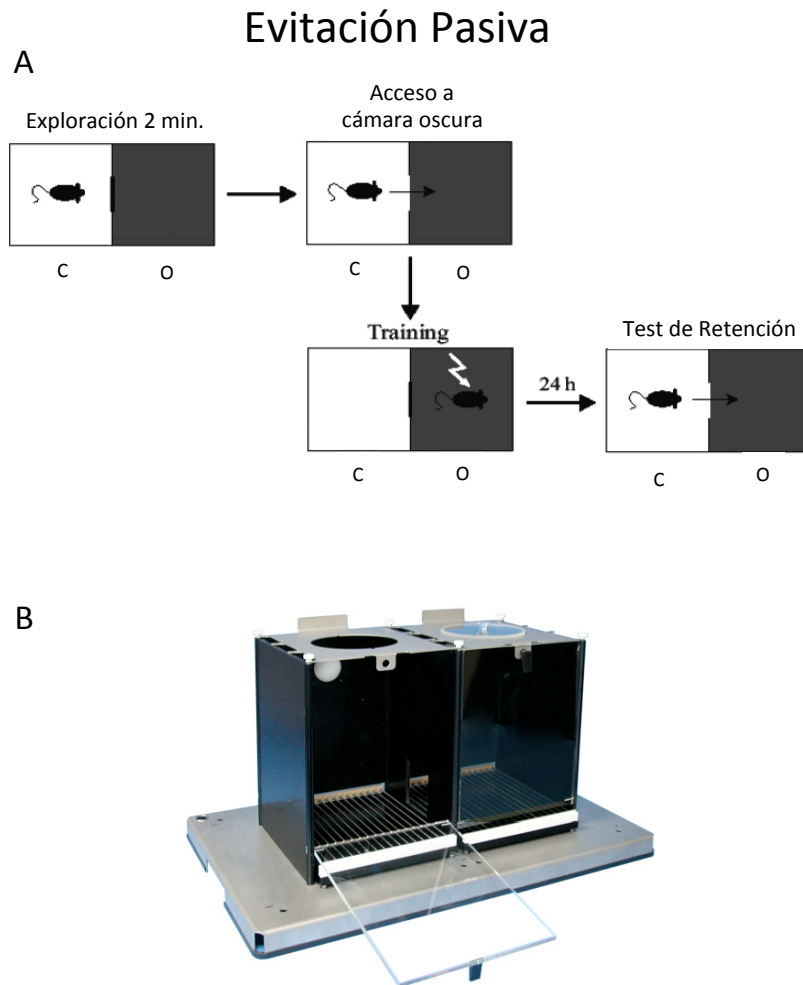 Evitación Pasiva
A
Exploración 2 min.
Acceso a
cámara oscura
C
O
C
O
Training
24 h
Test de Retención
C
O
C
O
B